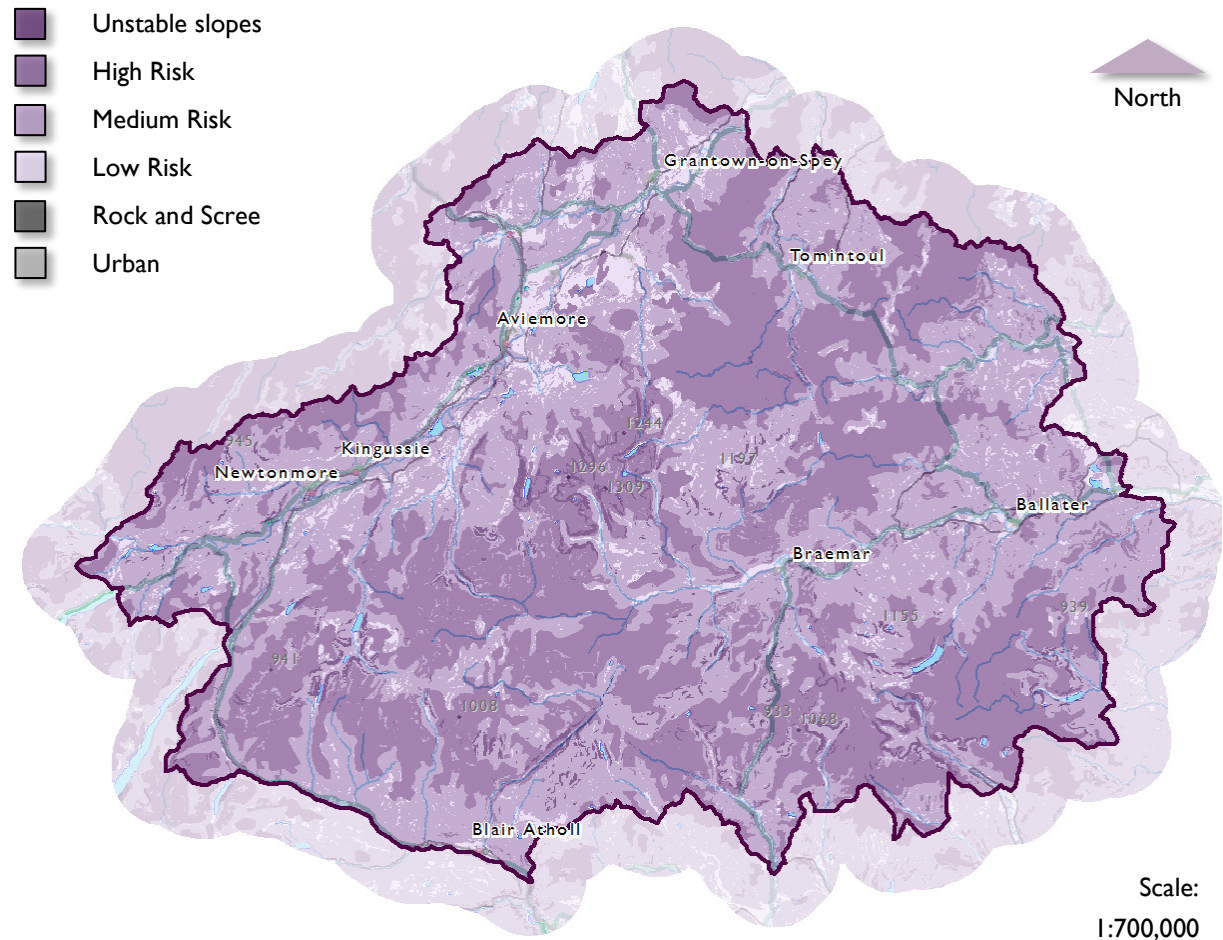 Unstable slopes
High Risk
Medium Risk
Low Risk
Rock and Scree
Urban
North
Grantown-on-Spey
Tomintoul
Aviemore
1244
945
Kingussie
1197
1296
Newtonmore
1309
Ballater
Braemar
939
1155
941
1008
933
1068
Blair Atholl
Scale:
1:700,000